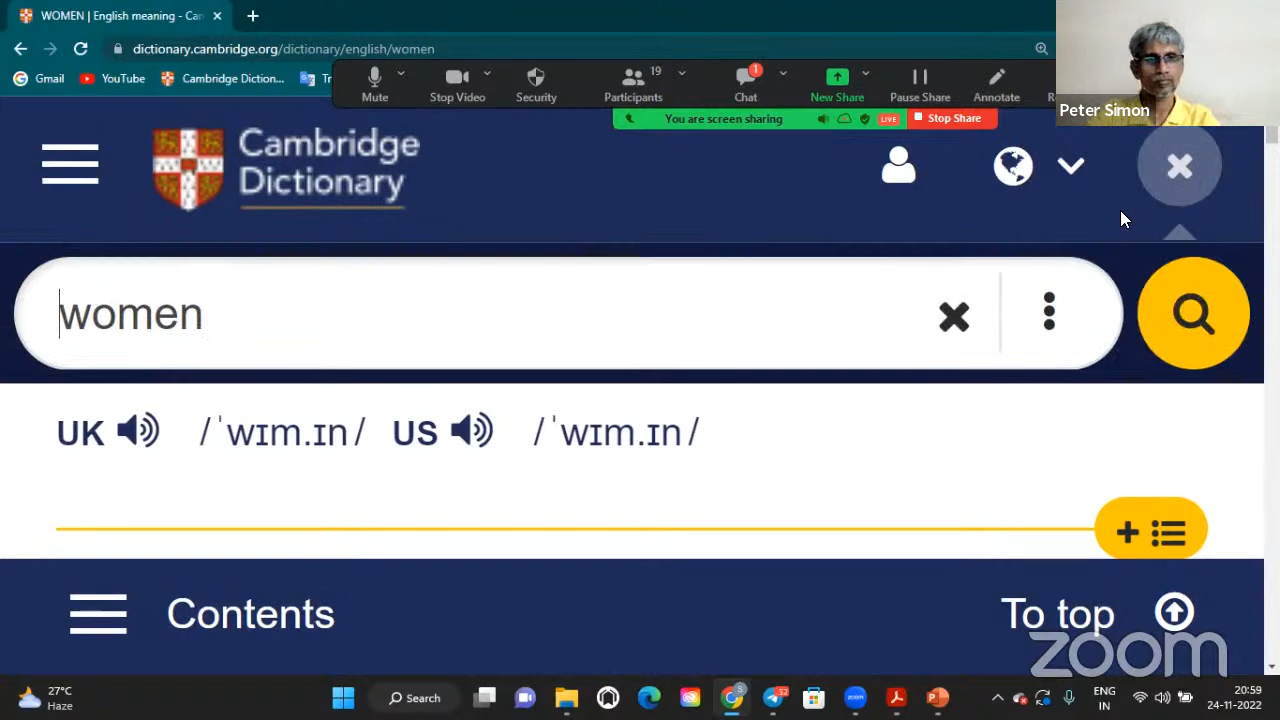 WOMEN | English meaning - Can
dictionary.cambridge.org/dictionary/english/women
Gmail YouTube Cambridge Diction... Tr
Mute Stop Video Security Participants 19 Chat 1 New Share Pause Share Annotate
You are screen sharing LIVE Stop Share
Peter Simon
Cambridge
Dictionary
women
UK /ˈwɪm.ɪn/ US /ˈwɪm.ɪn/
Contents To top
zoom
27°C
Haze
Search
52
ENG
IN
20:59
24-11-2022